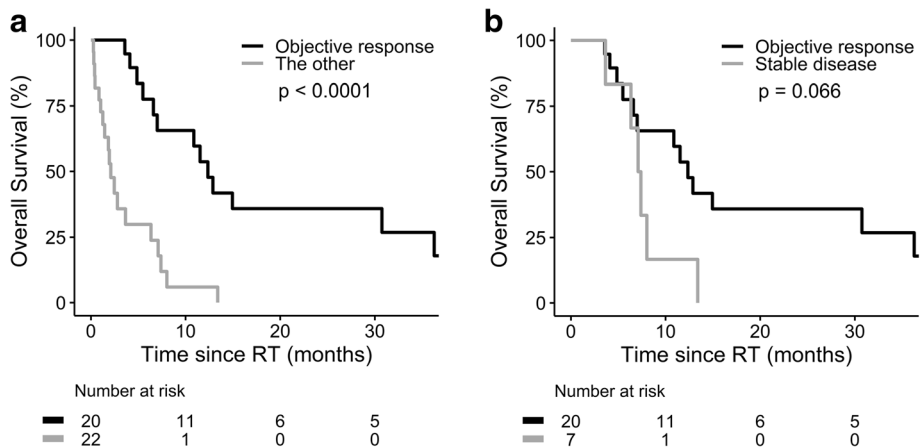 a
Overall Survival (%)
100
75
50
25
0
Objective response
The other
p < 0.0001
0 10 20 30
Time since RT (months)
Number at risk
20 11 6 5
22 1 0 0
b
Overall Survival (%)
100
75
50
25
0
Objective response
Stable disease
p = 0.066
0 10 20 30
Time since RT (months)
Number at risk
20 11 6 5
7 1 0 0